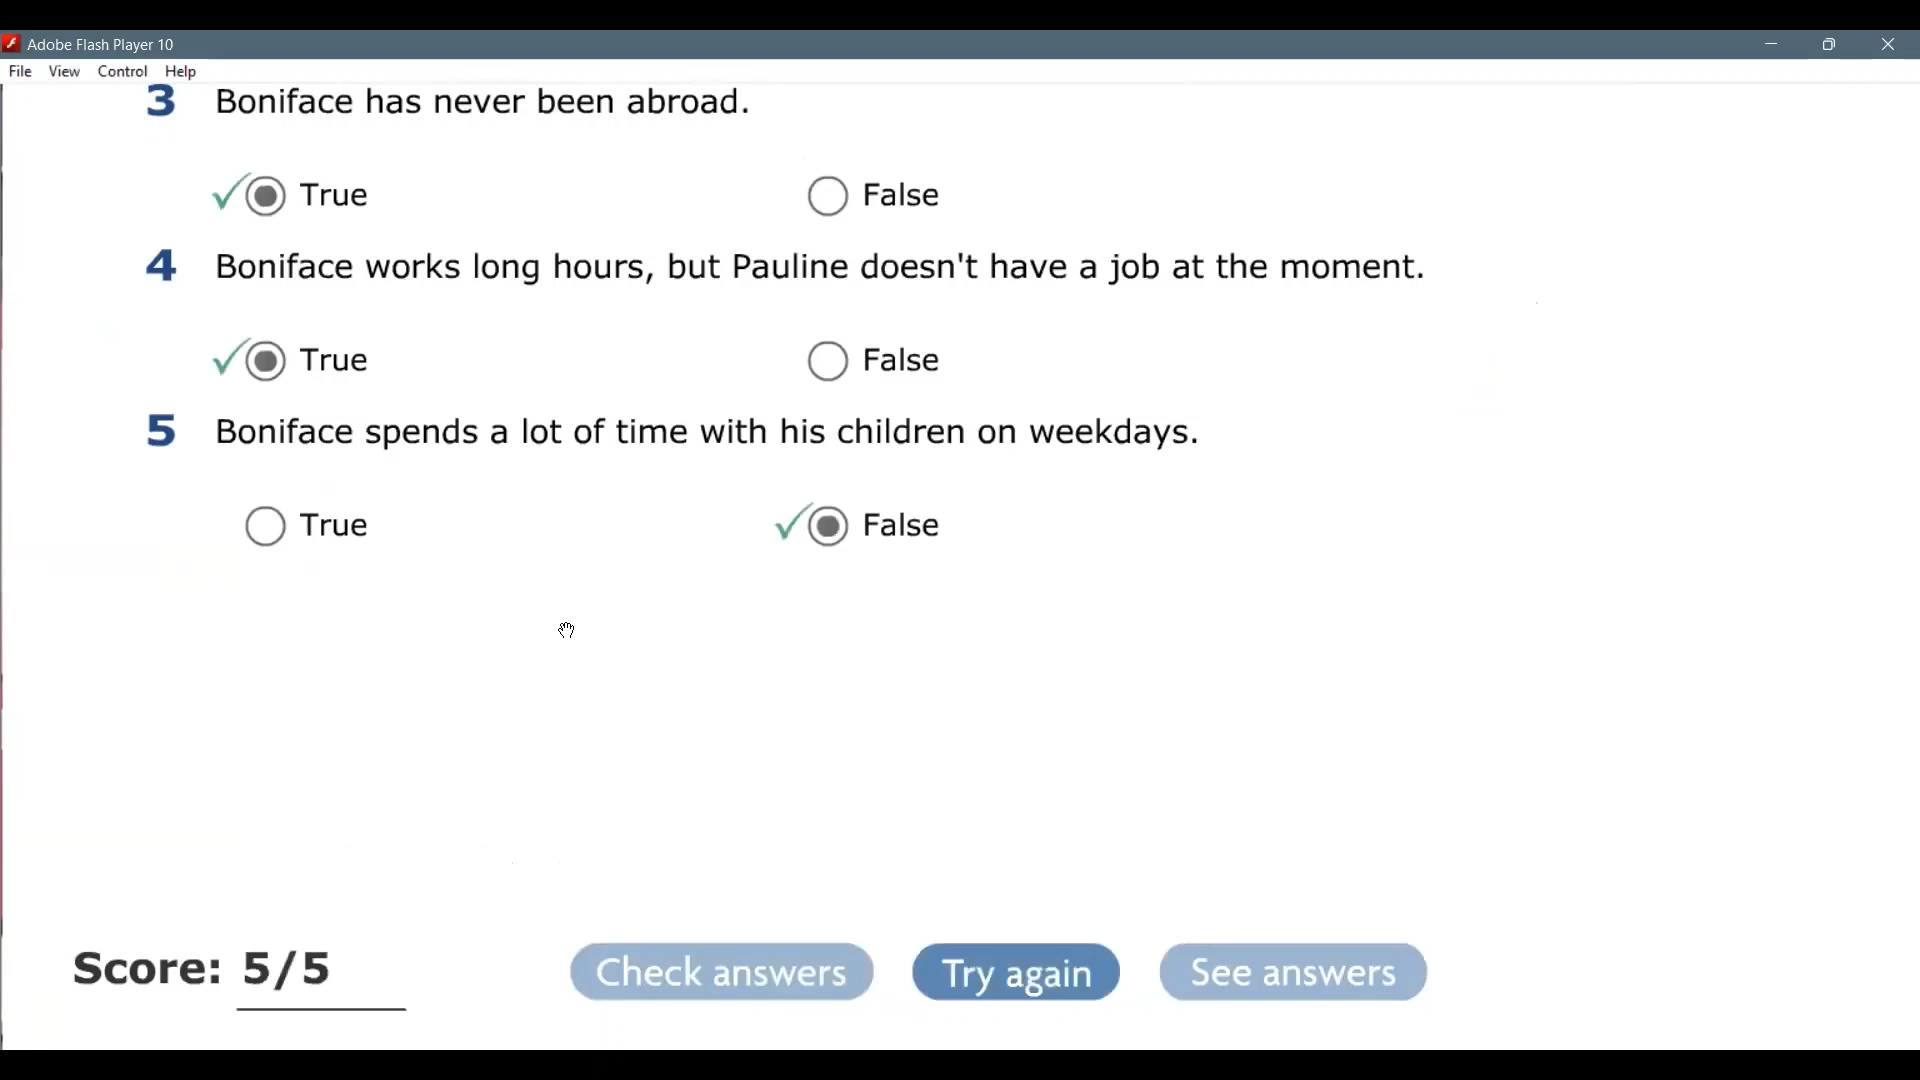 Adobe Flash Player 10
File View Control Help
3 Boniface has never been abroad.
True False
4 Boniface works long hours, but Pauline doesn't have a job at the moment.
True False
5 Boniface spends a lot of time with his children on weekdays.
True False
Score: 5/5 Check answers Try again See answers